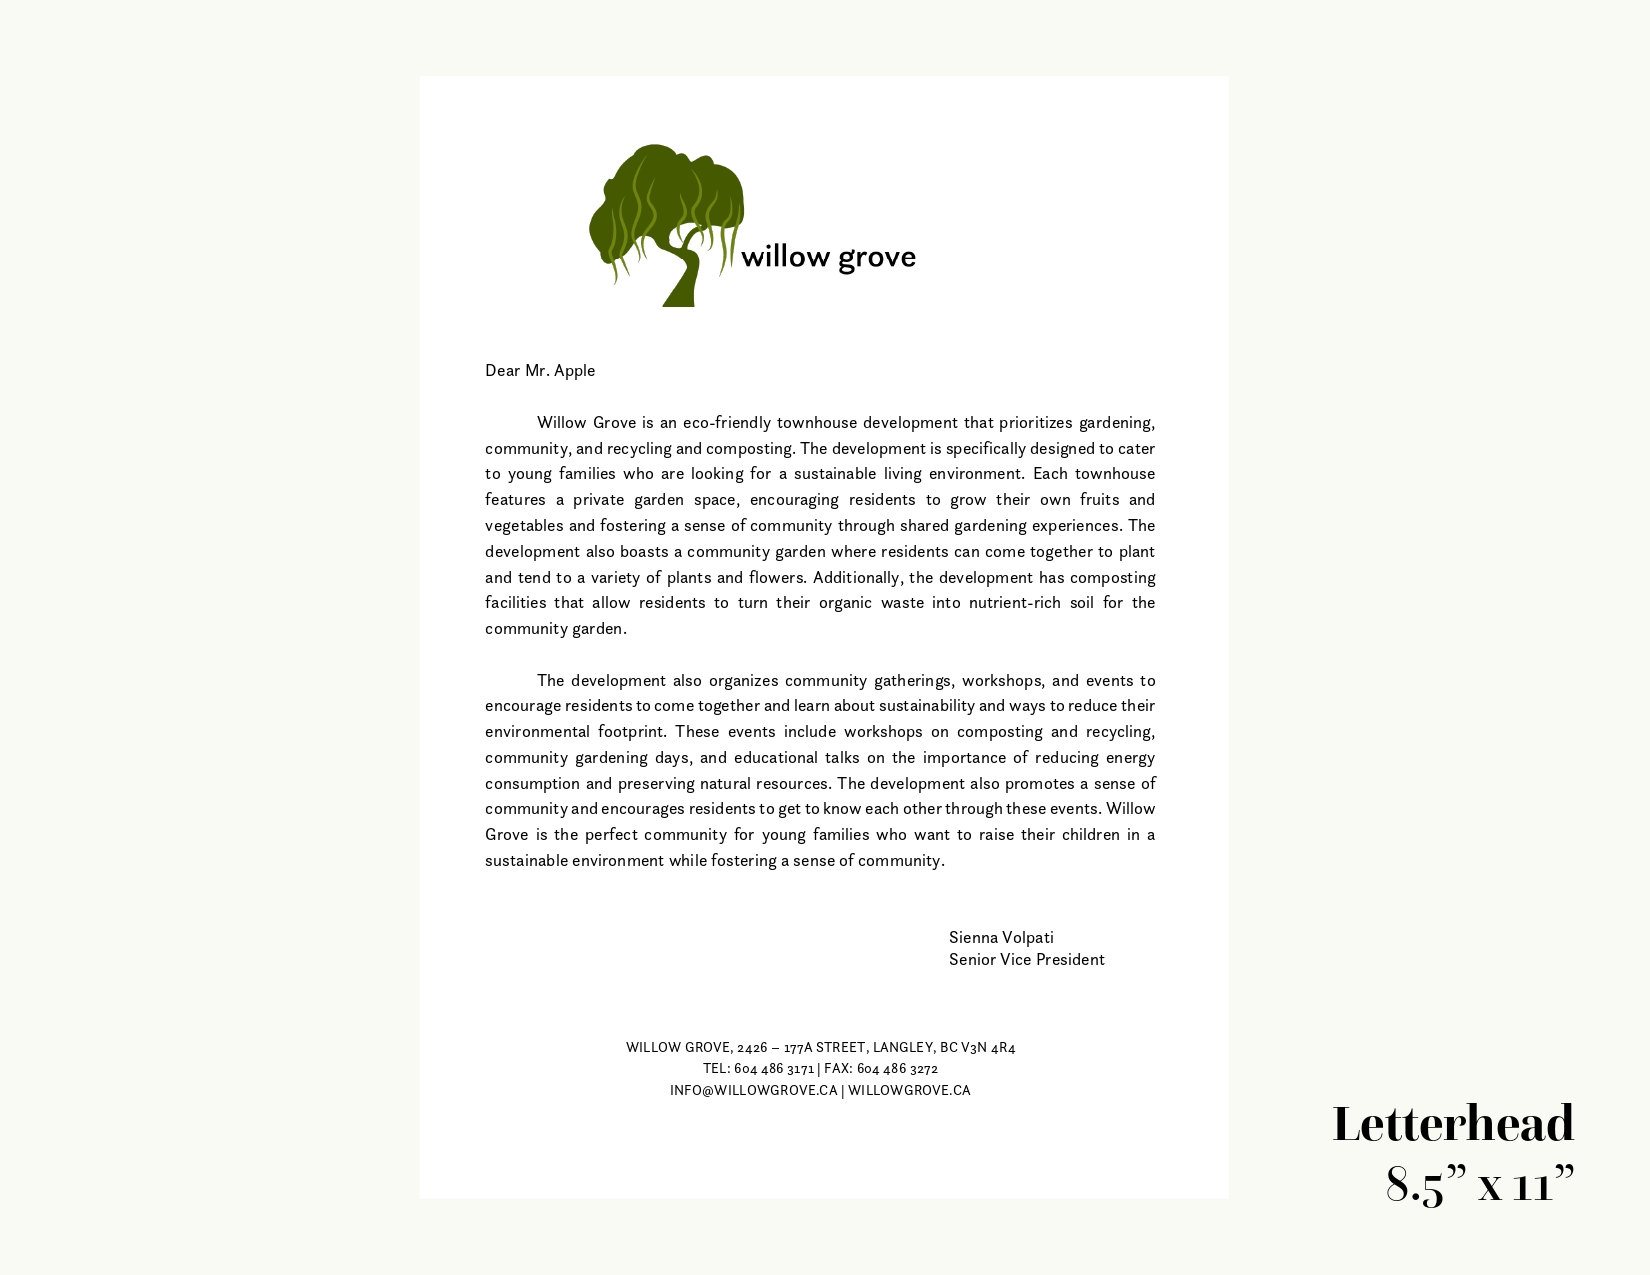 willow grove
Dear Mr. Apple
Willow Grove is an eco-friendly townhouse development that prioritizes gardening,
community, and recycling and composting. The development is specifically designed to cater
to young families who are looking for a sustainable living environment. Each townhouse
features a private garden space, encouraging residents to grow their own fruits and
vegetables and fostering a sense of community through shared gardening experiences. The
development also boasts a community garden where residents can come together to plant
and tend to a variety of plants and flowers. Additionally, the development has composting
facilities that allow residents to turn their organic waste into nutrient-rich soil for the
community garden.
The development also organizes community gatherings, workshops, and events to
encourage residents to come together and learn about sustainability and ways to reduce their
environmental footprint. These events include workshops on composting and recycling,
community gardening days, and educational talks on the importance of reducing energy
consumption and preserving natural resources. The development also promotes a sense of
community and encourages residents to get to know each other through these events. Willow
Grove is the perfect community for young families who want to raise their children in a
sustainable environment while fostering a sense of community.
Sienna Volpati
Senior Vice President
WILLOW GROVE, 2426 – 177A STREET, LANGLEY, BC V3N 4R4
TEL: 604 486 3171 | FAX: 604 486 3272
INFO@WILLOWGROVE.CA | WILLOWGROVE.CA
Letterhead
8.5” x 11”